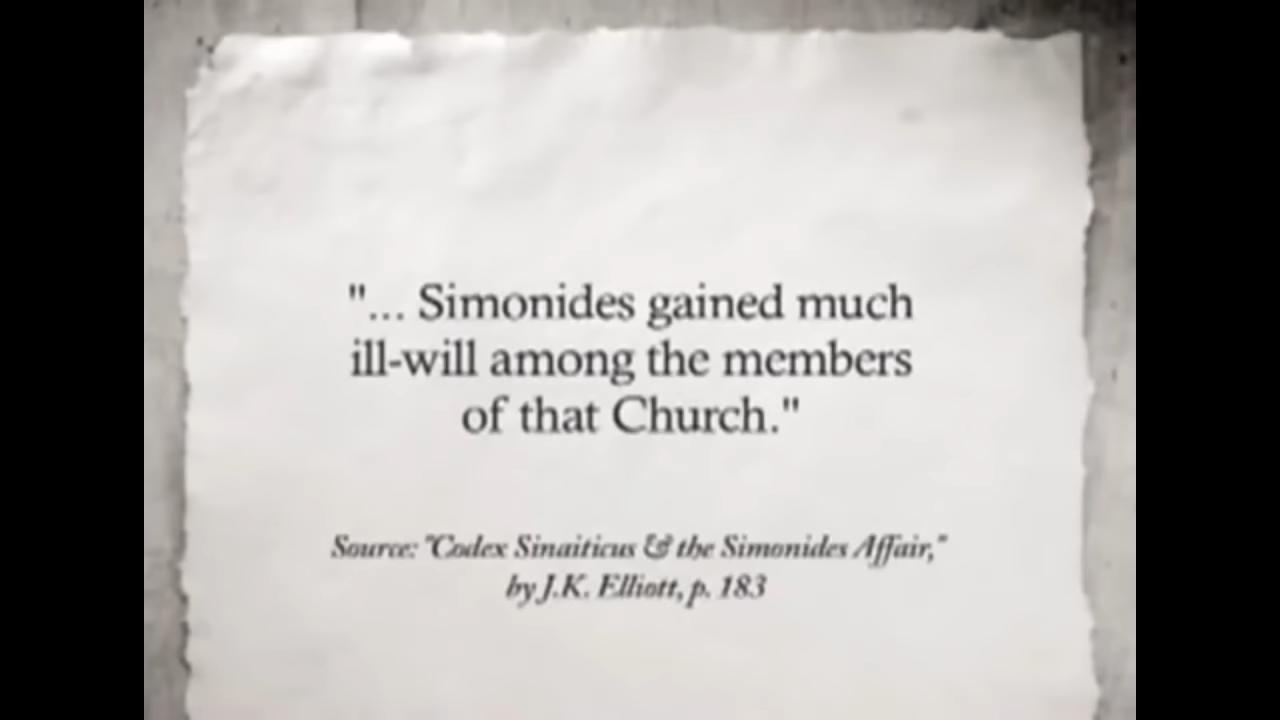 "... Simonides gained much
ill-will among the members
of that Church."
Source: "Codex Sinaiticus & the Simonides Affair,"
by J.K. Elliott, p. 183